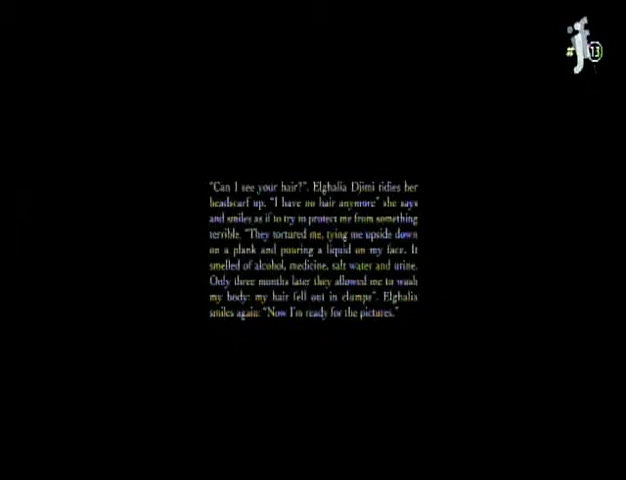 #jf 13
"Can I see your hair?". Elghalia Djimi tidies her
headscarf up. "I have no hair anymore" she says
and smiles as if to try to protect me from something
terrible. "They tortured me, tying me upside down
on a plank and pouring a liquid on my face. It
smelled of alcohol, medicine, salt water and urine.
Only three months later they allowed me to wash
my body: my hair fell out in clumps". Elghalia
smiles again: "Now I'm ready for the pictures."